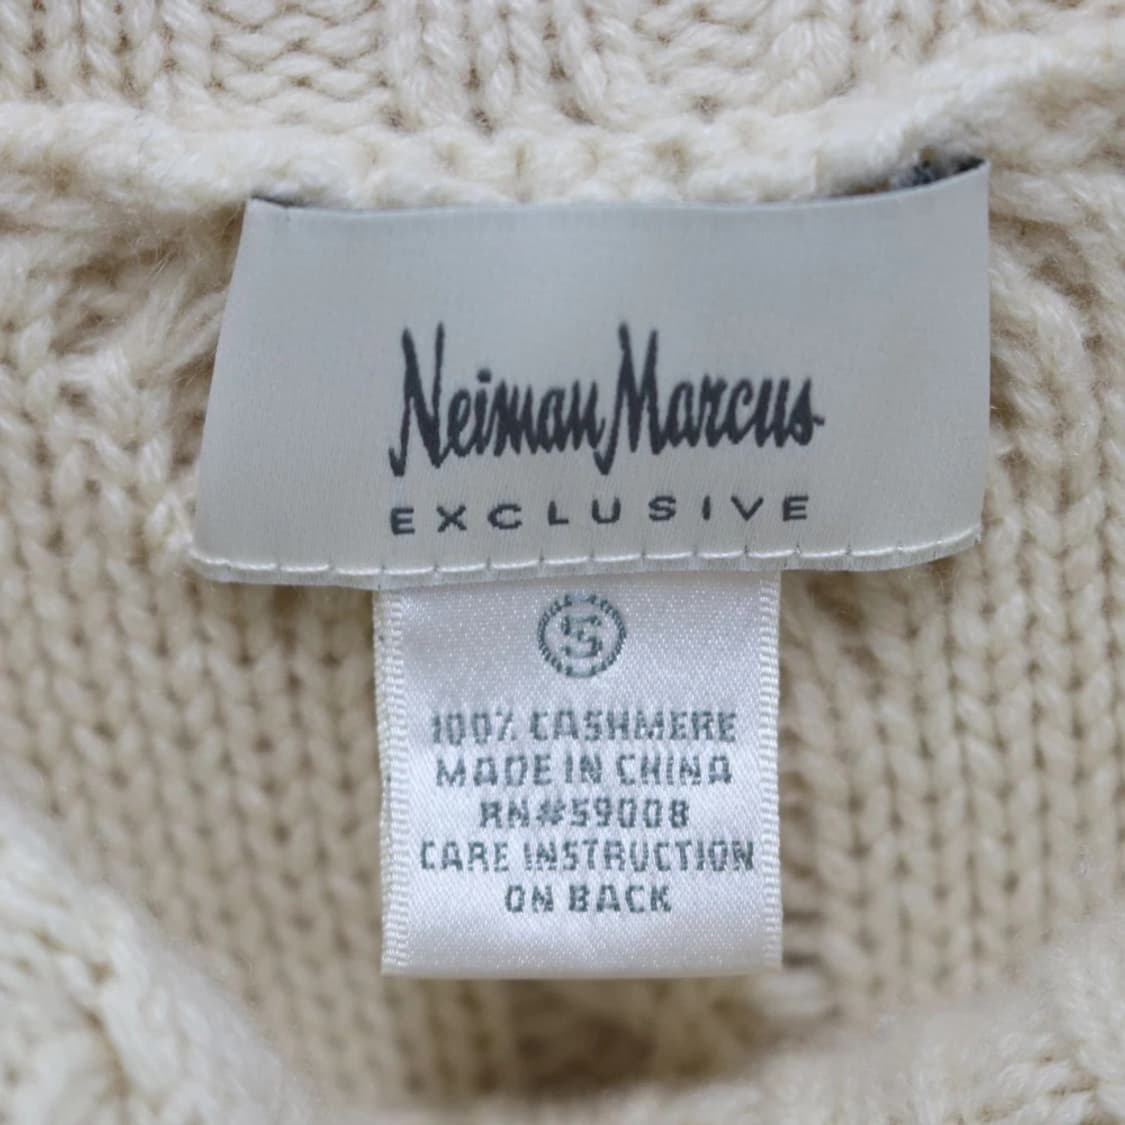 Neiman Marcus
EXCLUSIVE
S
100% CASHMERE
MADE IN CHINA
RN#59008
CARE INSTRUCTION
ON BACK